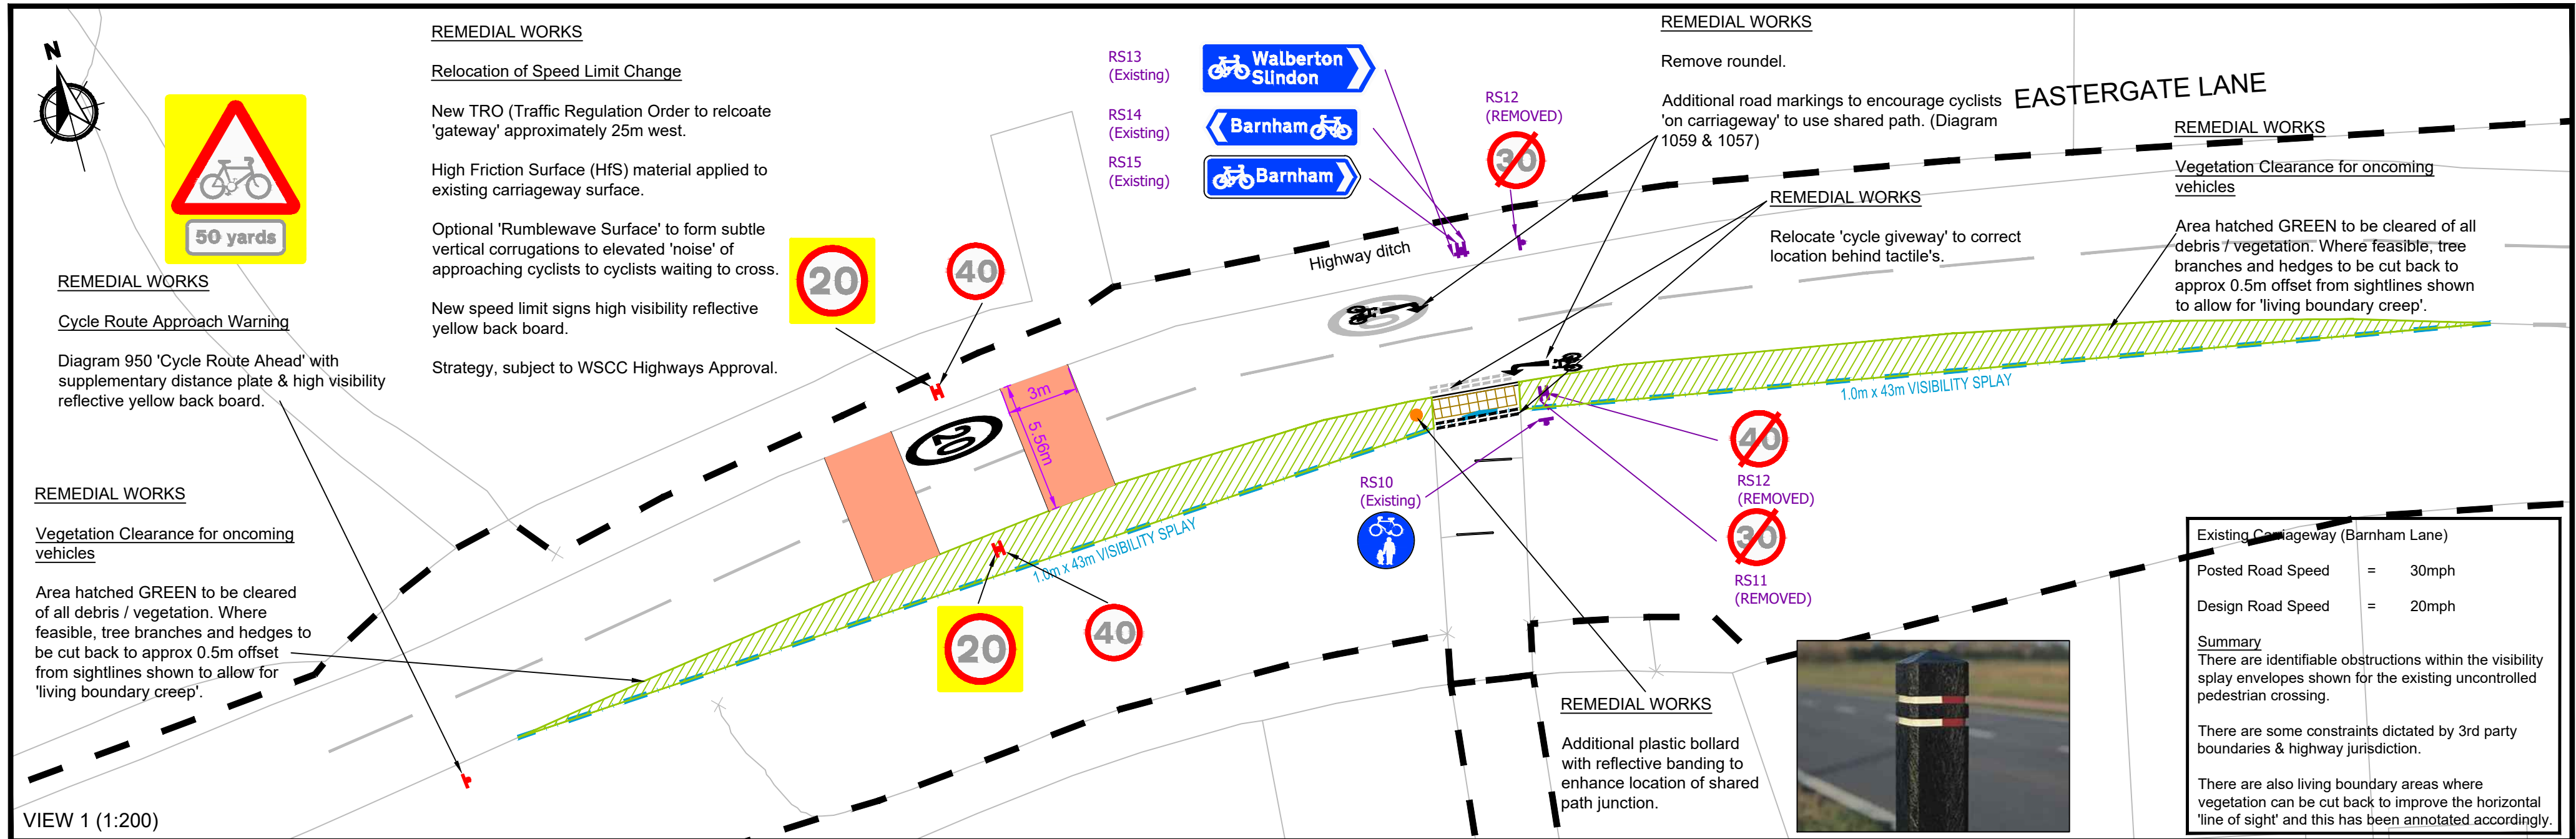 N
50 yards
REMEDIAL WORKS
Cycle Route Approach Warning
Diagram 950 'Cycle Route Ahead' with
supplementary distance plate & high visibility
reflective yellow back board.
REMEDIAL WORKS
Vegetation Clearance for oncoming
vehicles
Area hatched GREEN to be cleared
of all debris / vegetation. Where
feasible, tree branches and hedges to
be cut back to approx 0.5m offset
from sightlines shown to allow for
'living boundary creep'.
VIEW 1 (1:200)
REMEDIAL WORKS
Relocation of Speed Limit Change
New TRO (Traffic Regulation Order to relcoate
'gateway' approximately 25m west.
High Friction Surface (HfS) material applied to
existing carriageway surface.
Optional 'Rumblewave Surface' to form subtle
vertical corrugations to elevated 'noise' of
approaching cyclists to cyclists waiting to cross.
New speed limit signs high visibility reflective
yellow back board.
Strategy, subject to WSCC Highways Approval.
20
40
20
3m
5.56m
1.0m x 43m VISIBILITY SPLAY
20
40
RS13
(Existing)
Walberton
Slindon
RS14
(Existing)
Barnham
RS15
(Existing)
Barnham
RS12
(REMOVED)
30
Highway ditch
REMEDIAL WORKS
Remove roundel.
Additional road markings to encourage cyclists
'on carriageway' to use shared path. (Diagram
1059 & 1057)
EASTERGATE LANE
REMEDIAL WORKS
Relocate 'cycle giveway' to correct
location behind tactile's.
REMEDIAL WORKS
Vegetation Clearance for oncoming
vehicles
Area hatched GREEN to be cleared of all
debris / vegetation. Where feasible, tree
branches and hedges to be cut back to
approx 0.5m offset from sightlines shown
to allow for 'living boundary creep'.
1.0m x 43m VISIBILITY SPLAY
RS10
(Existing)
40
RS12
(REMOVED)
30
RS11
(REMOVED)
REMEDIAL WORKS
Additional plastic bollard
with reflective banding to
enhance location of shared
path junction.
Existing Carriageway (Barnham Lane)
Posted Road Speed = 30mph
Design Road Speed = 20mph
Summary
There are identifiable obstructions within the visibility
splay envelopes shown for the existing uncontrolled
pedestrian crossing.
There are some constraints dictated by 3rd party
boundaries & highway jurisdiction.
There are also living boundary areas where
vegetation can be cut back to improve the horizontal
'line of sight' and this has been annotated accordingly.